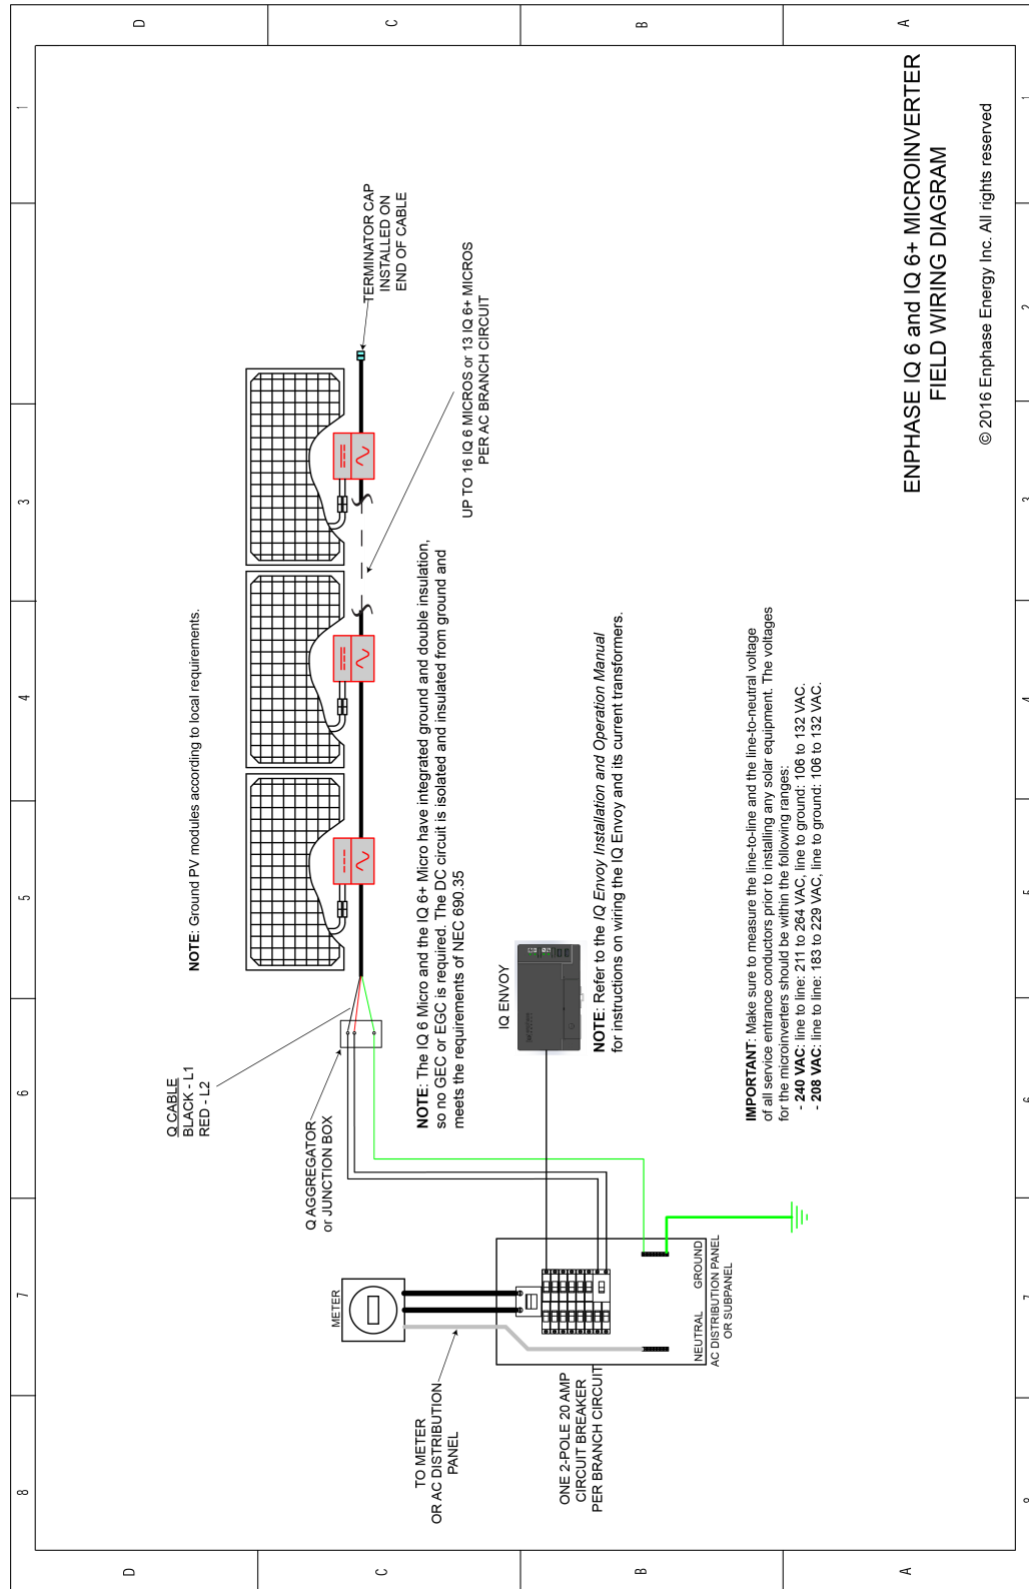 D
C
B
A
1
2
3
4
5
6
7
8
NOTE: Ground PV modules according to local requirements.
Q CABLE
BLACK - L1
RED - L2
TERMINATOR CAP
INSTALLED ON
END OF CABLE
Q AGGREGATOR
or JUNCTION BOX
UP TO 16 IQ 6 MICROS or 13 IQ 6+ MICROS
PER AC BRANCH CIRCUIT
NOTE: The IQ 6 Micro and the IQ 6+ Micro have integrated ground and double insulation,
so no GEC or EGC is required. The DC circuit is isolated and insulated from ground and
meets the requirements of NEC 690.35
METER
TO METER
OR AC DISTRIBUTION
PANEL
IQ ENVOY
NOTE: Refer to the IQ Envoy Installation and Operation Manual
for instructions on wiring the IQ Envoy and its current transformers.
ONE 2-POLE 20 AMP
CIRCUIT BREAKER
PER BRANCH CIRCUIT
NEUTRAL
GROUND
AC DISTRIBUTION PANEL
OR SUBPANEL
IMPORTANT: Make sure to measure the line-to-line and the line-to-neutral voltage
of all service entrance conductors prior to installing any solar equipment. The voltages
for the microinverters should be within the following ranges:
- 240 VAC: line to line: 211 to 264 VAC, line to ground: 106 to 132 VAC.
- 208 VAC: line to line: 183 to 229 VAC, line to ground: 106 to 132 VAC.
ENPHASE IQ 6 and IQ 6+ MICROINVERTER
FIELD WIRING DIAGRAM
© 2016 Enphase Energy Inc. All rights reserved
D
C
B
A
1
2
3
4
5
6
7
8